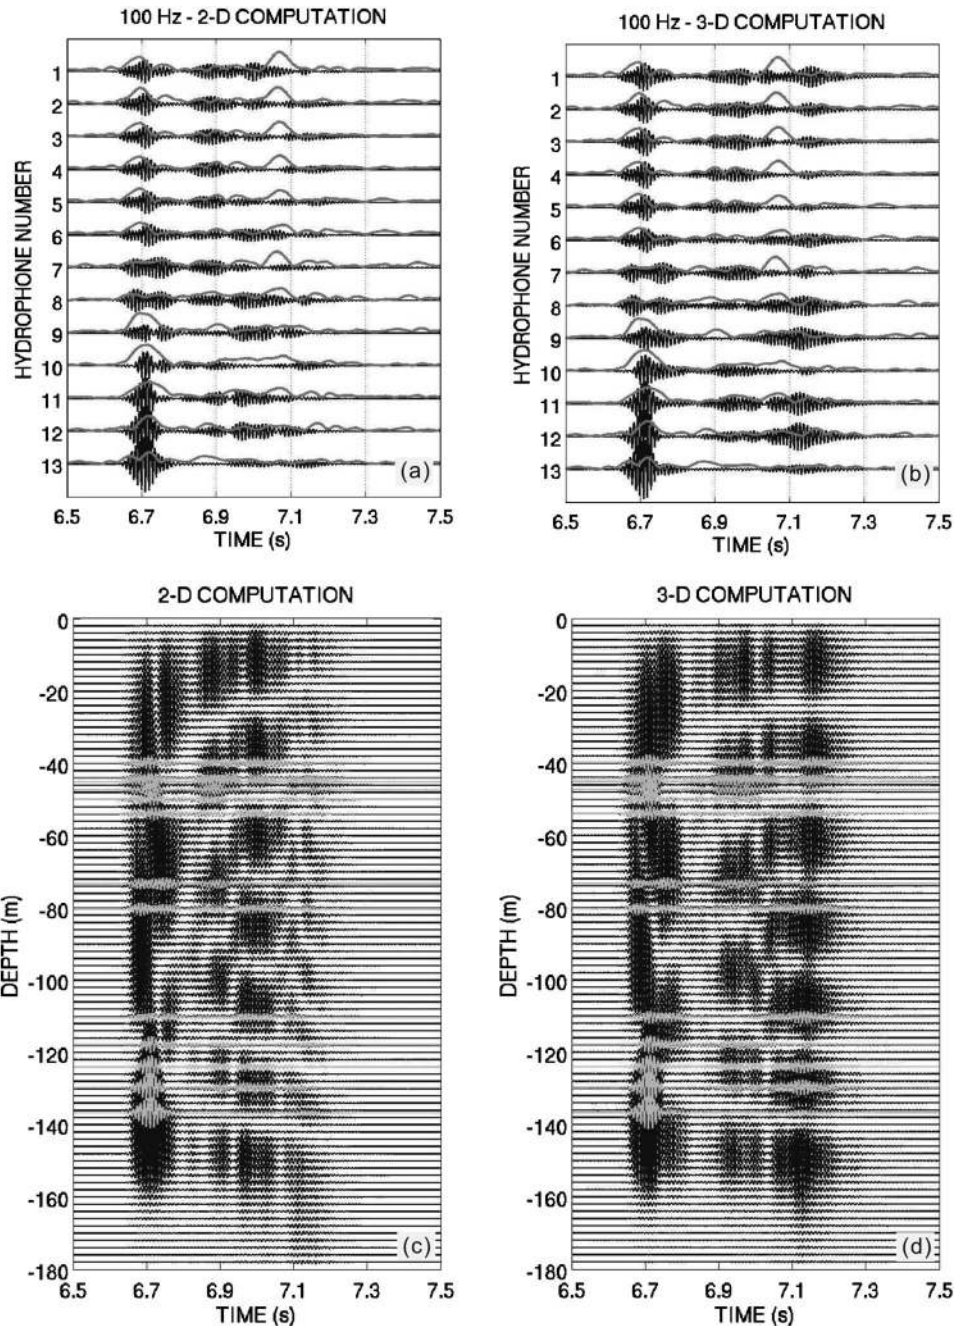 100 Hz - 2-D COMPUTATION
HYDROPHONE NUMBER
1
2
3
4
5
6
7
8
9
10
11
12
13
(a)
6.5 6.7 6.9 7.1 7.3 7.5
TIME (s)
100 Hz - 3-D COMPUTATION
HYDROPHONE NUMBER
1
2
3
4
5
6
7
8
9
10
11
12
13
(b)
6.5 6.7 6.9 7.1 7.3 7.5
TIME (s)
2-D COMPUTATION
DEPTH (m)
0
-20
-40
-60
-80
-100
-120
-140
-160
-180
(c)
6.5 6.7 6.9 7.1 7.3 7.5
TIME (s)
3-D COMPUTATION
DEPTH (m)
0
-20
-40
-60
-80
-100
-120
-140
-160
-180
(d)
6.5 6.7 6.9 7.1 7.3 7.5
TIME (s)